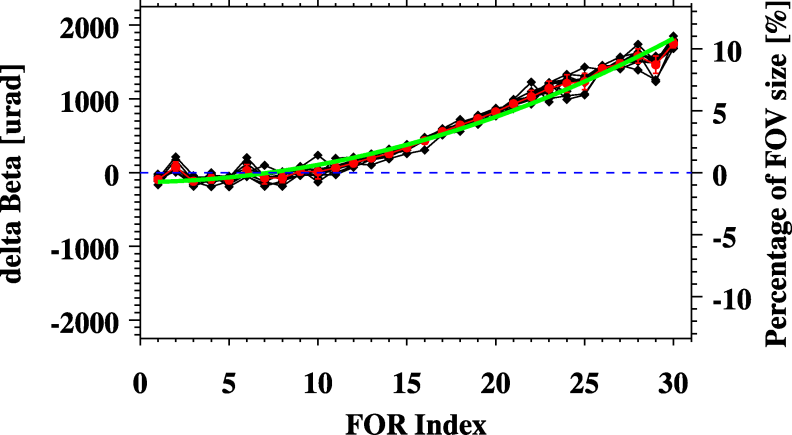 delta Beta [urad]
2000
1000
0
-1000
-2000
10
5
0
-5
-10
Percentage of FOV size [%]
0 5 10 15 20 25 30
FOR Index